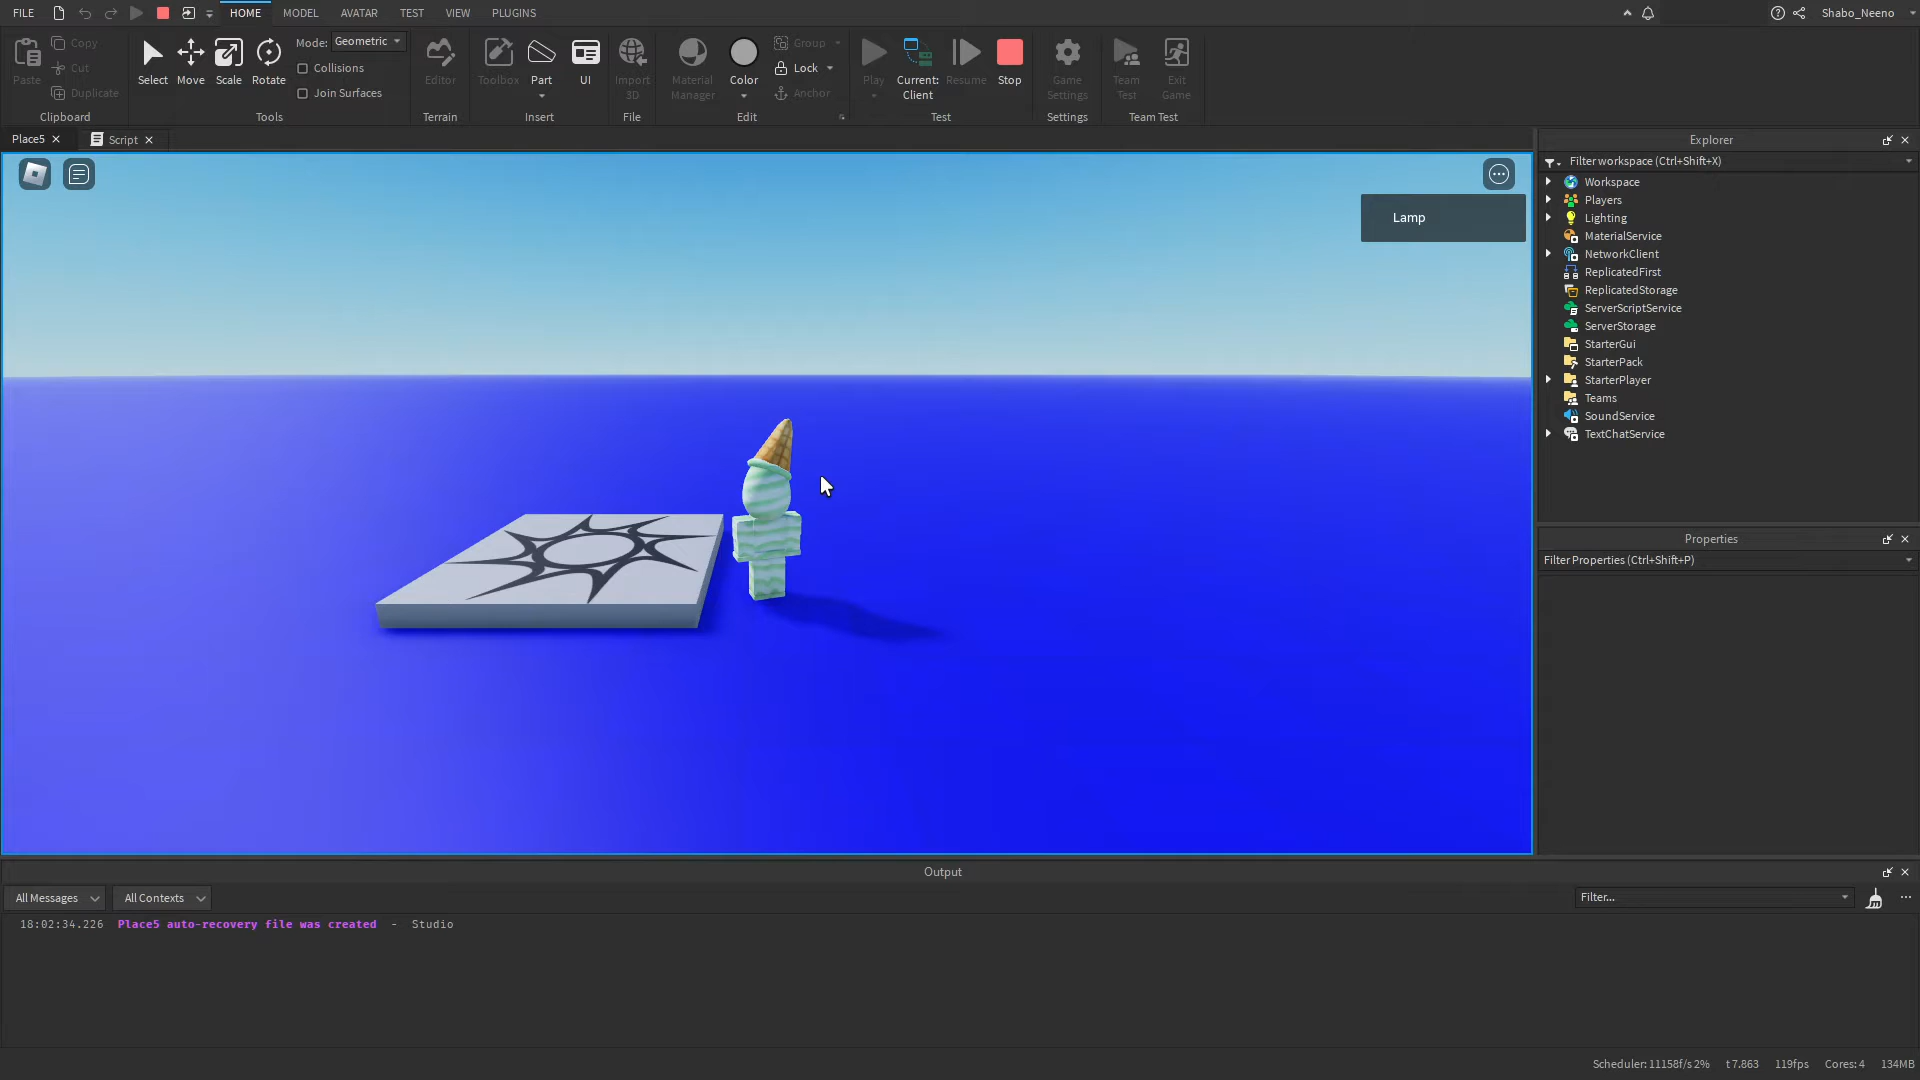 FILE HOME MODEL AVATAR TEST VIEW PLUGINS Shabo_Neeno
Paste Copy Cut Duplicate
Clipboard
Select Move Scale Rotate Mode: Geometric
Collisions
Join Surfaces
Tools
Editor
Terrain
Toolbox Part UI
Insert
Import 3D
File
Material Manager Color Group Lock Anchor
Edit
Play Current: Client Resume Stop
Test
Game Settings
Settings
Team Test Exit Game
Team Test
Place5 Script
Lamp
Explorer
Filter workspace (Ctrl+Shift+X)
Workspace
Players
Lighting
MaterialService
NetworkClient
ReplicatedFirst
ReplicatedStorage
ServerScriptService
ServerStorage
StarterGui
StarterPack
StarterPlayer
Teams
SoundService
TextChatService
Properties
Filter Properties (Ctrl+Shift+P)
Output
All Messages All Contexts Filter...
18:02:34.226 Place5 auto-recovery file was created - Studio
Scheduler: 11158f/s 2% t 7.863 119fps Cores: 4 134MB